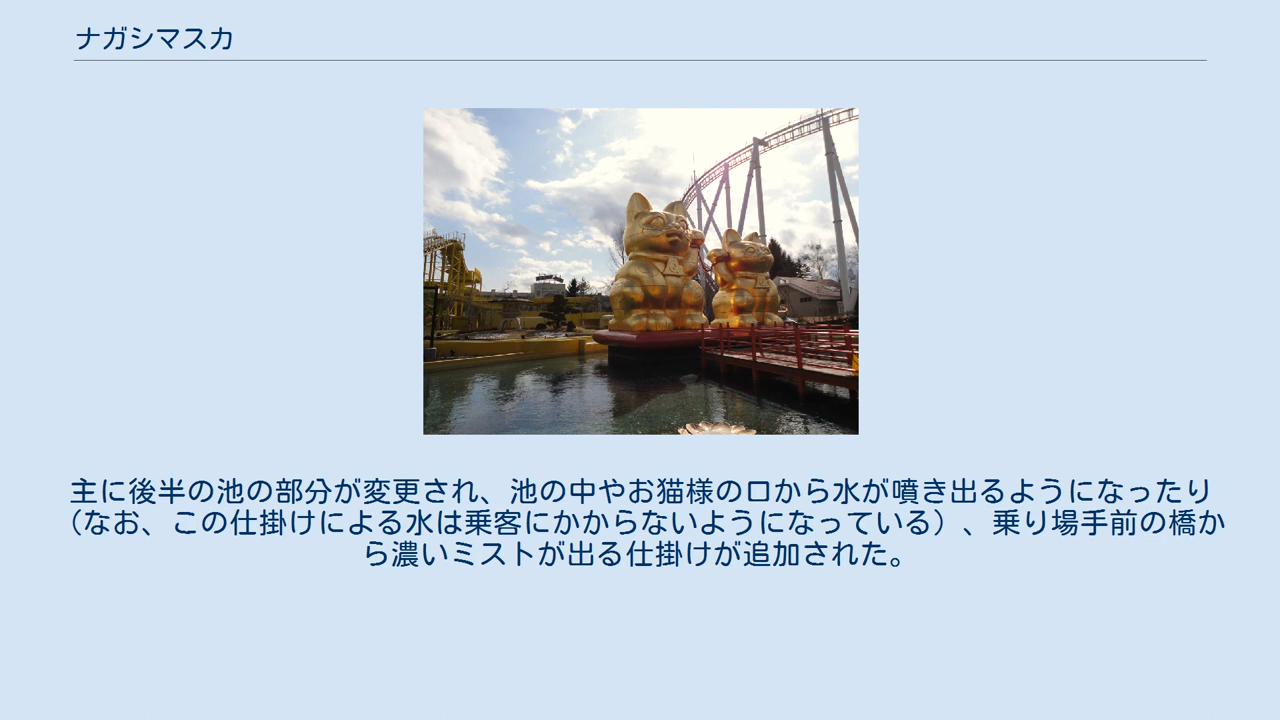 ナガシマスカ
主に後半の池の部分が変更され、池の中やお猫様の口から水が噴き出るようになったり
（なお、この仕掛けによる水は乗客にかからないようになっている）、乗り場手前の橋か
ら濃いミストが出る仕掛けが追加された。